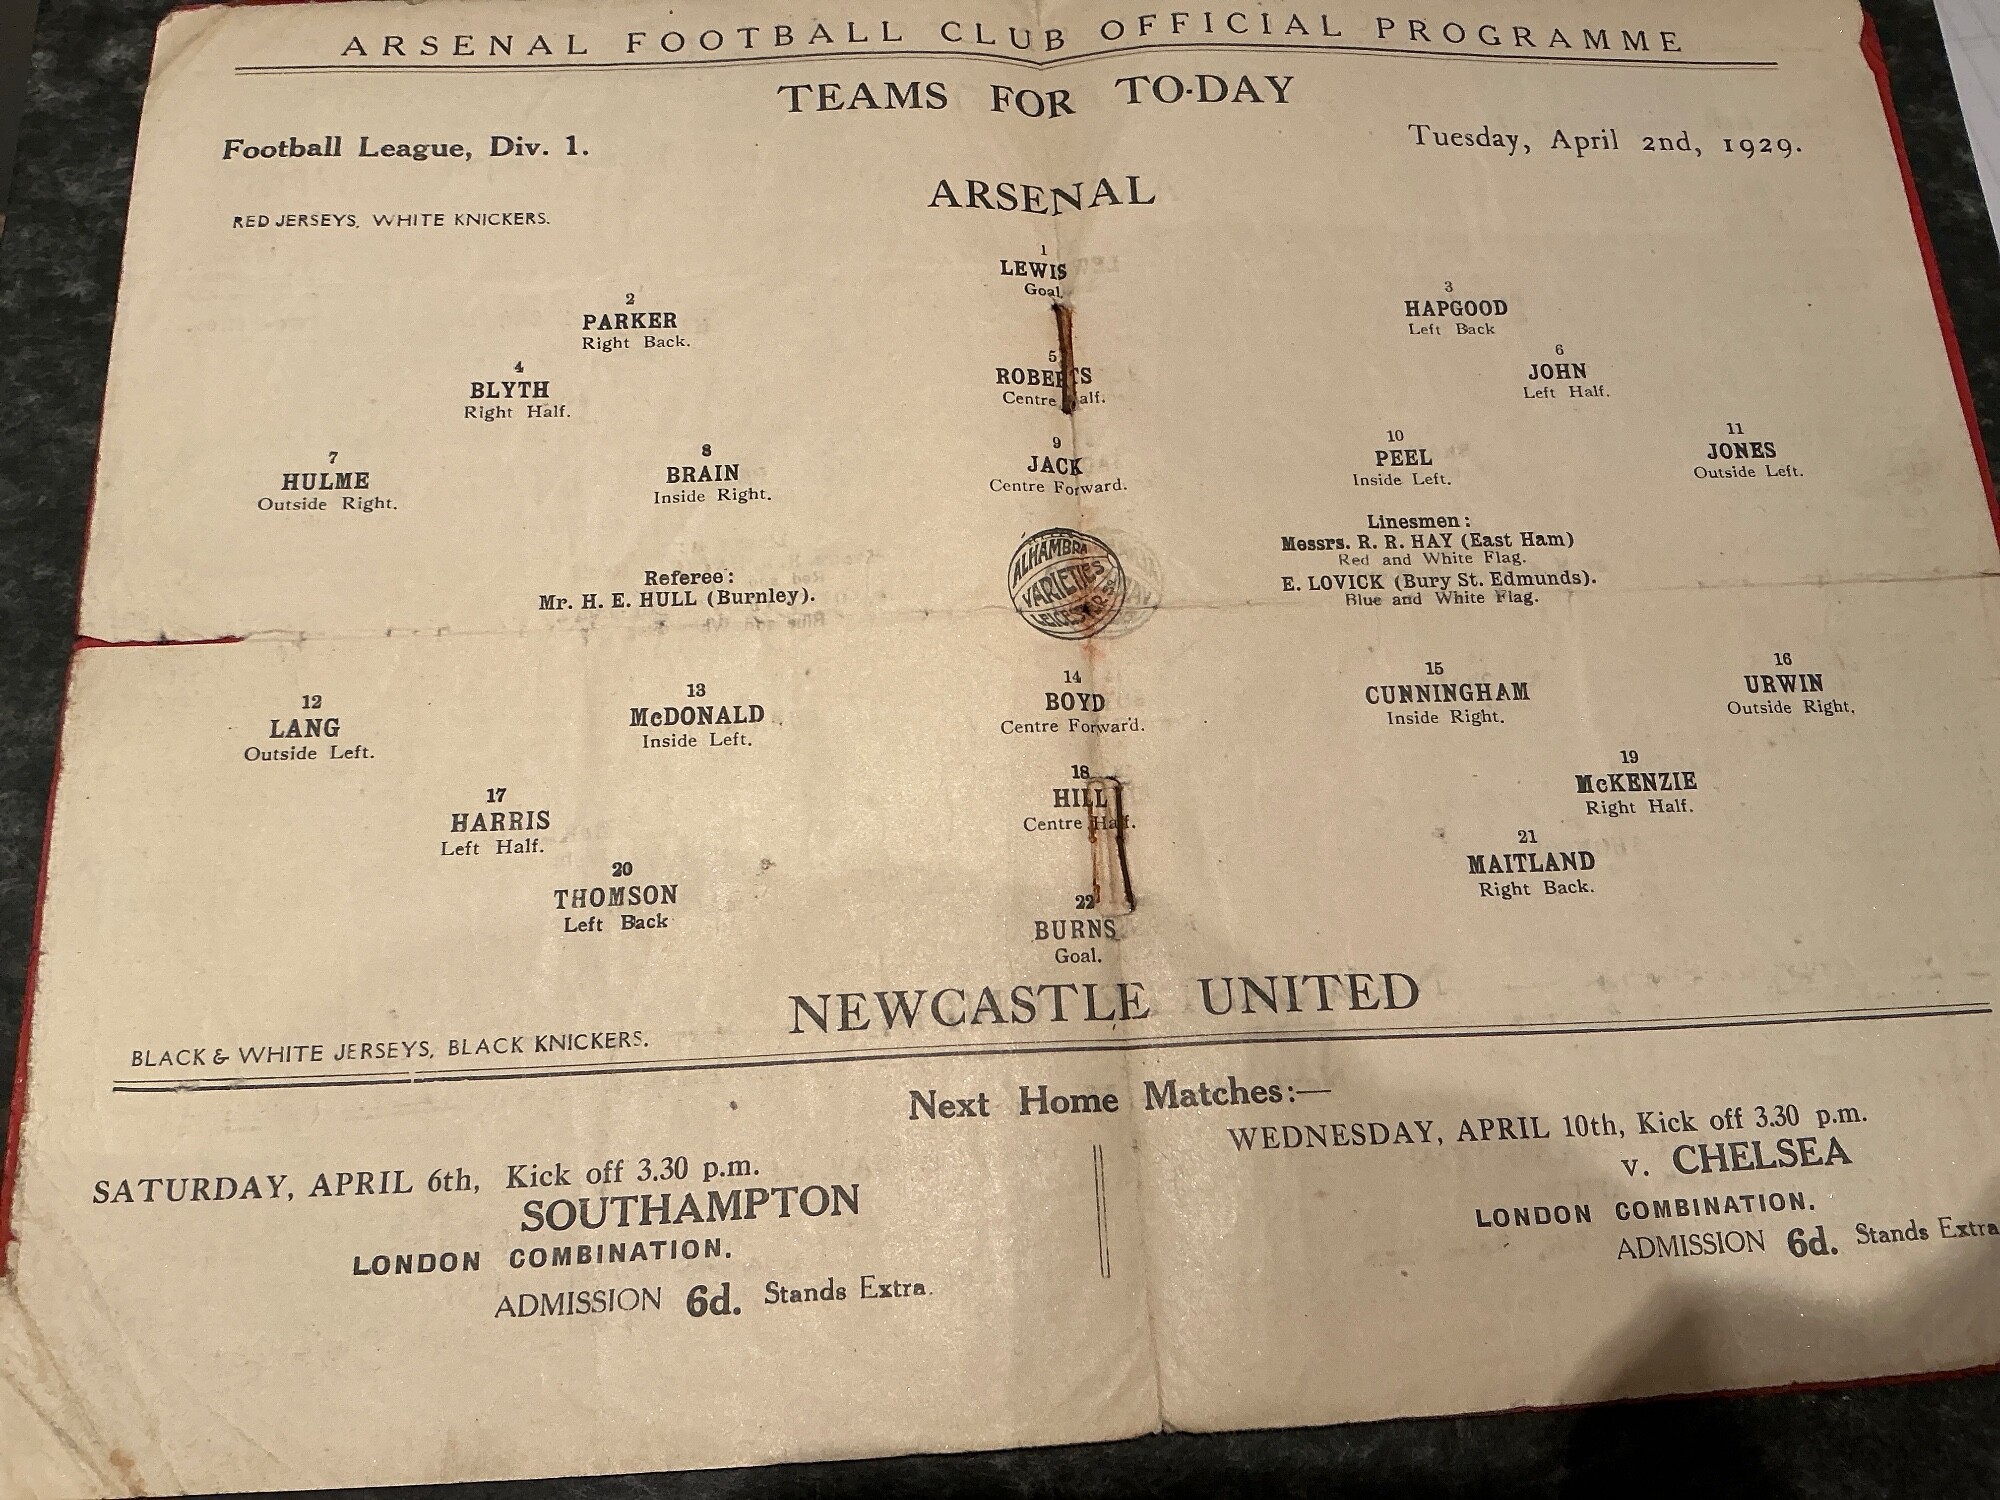 ARSENAL FOOTBALL CLUB OFFICIAL PROGRAMME
TEAMS FOR TO-DAY
Football League, Div. 1.
Tuesday, April 2nd, 1929.
ARSENAL
RED JERSEYS, WHITE KNICKERS.
1
LEWIS
Goal.
2
PARKER
Right Back.
3
HAPGOOD
Left Back
4
BLYTH
Right Half.
5
ROBERTS
Centre Half.
6
JOHN
Left Half.
7
HULME
Outside Right.
8
BRAIN
Inside Right.
9
JACK
Centre Forward.
10
PEEL
Inside Left.
11
JONES
Outside Left.
Referee:
Mr. H. E. HULL (Burnley).
ALHAMBRA
VARIETIES
LEICESTER SQ
Linesmen:
Messrs. R. R. HAY (East Ham)
Red and White Flag.
E. LOVICK (Bury St. Edmunds).
Blue and White Flag.
12
LANG
Outside Left.
13
McDONALD
Inside Left.
14
BOYD
Centre Forward.
15
CUNNINGHAM
Inside Right.
16
URWIN
Outside Right,
17
HARRIS
Left Half.
18
HILL
Centre Half.
19
McKENZIE
Right Half.
20
THOMSON
Left Back
21
MAITLAND
Right Back.
22
BURNS
Goal.
NEWCASTLE UNITED
BLACK & WHITE JERSEYS, BLACK KNICKERS.
Next Home Matches:—
SATURDAY, APRIL 6th, Kick off 3.30 p.m.
SOUTHAMPTON
LONDON COMBINATION.
ADMISSION 6d. Stands Extra.
WEDNESDAY, APRIL 10th, Kick off 3.30 p.m.
v. CHELSEA
LONDON COMBINATION.
ADMISSION 6d. Stands Extra